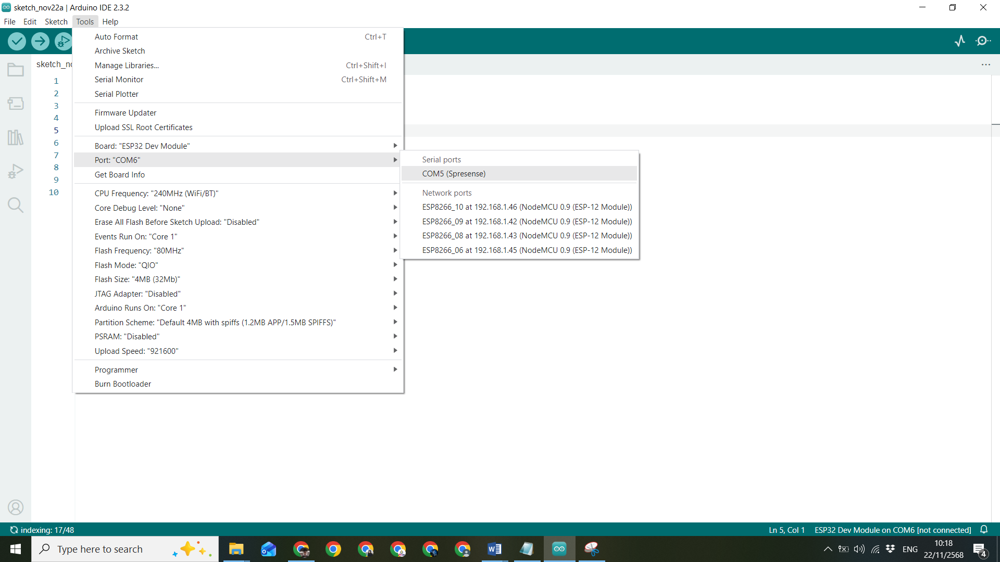 sketch_nov22a | Arduino IDE 2.3.2
File Edit Sketch Tools Help
Auto Format Ctrl+T
Archive Sketch
sketch_no
Manage Libraries... Ctrl+Shift+I
Serial Monitor Ctrl+Shift+M
1
2 Serial Plotter
3
Firmware Updater
4
5 Upload SSL Root Certificates
6 Board: "ESP32 Dev Module"
7 Port: "COM6" Serial ports
8 Get Board Info COM5 (Spresense)
9
10 CPU Frequency: "240MHz (WiFi/BT)" Network ports
Core Debug Level: "None" ESP8266_10 at 192.168.1.46 (NodeMCU 0.9 (ESP-12 Module))
Erase All Flash Before Sketch Upload: "Disabled" ESP8266_09 at 192.168.1.42 (NodeMCU 0.9 (ESP-12 Module))
Events Run On: "Core 1" ESP8266_08 at 192.168.1.43 (NodeMCU 0.9 (ESP-12 Module))
Flash Frequency: "80MHz" ESP8266_06 at 192.168.1.45 (NodeMCU 0.9 (ESP-12 Module))
Flash Mode: "QIO"
Flash Size: "4MB (32Mb)"
JTAG Adapter: "Disabled"
Arduino Runs On: "Core 1"
Partition Scheme: "Default 4MB with spiffs (1.2MB APP/1.5MB SPIFFS)"
PSRAM: "Disabled"
Upload Speed: "921600"
Programmer
Burn Bootloader
indexing: 17/48 Ln 5, Col 1 ESP32 Dev Module on COM6 [not connected]
Type here to search ENG 10:18
22/11/2568 4